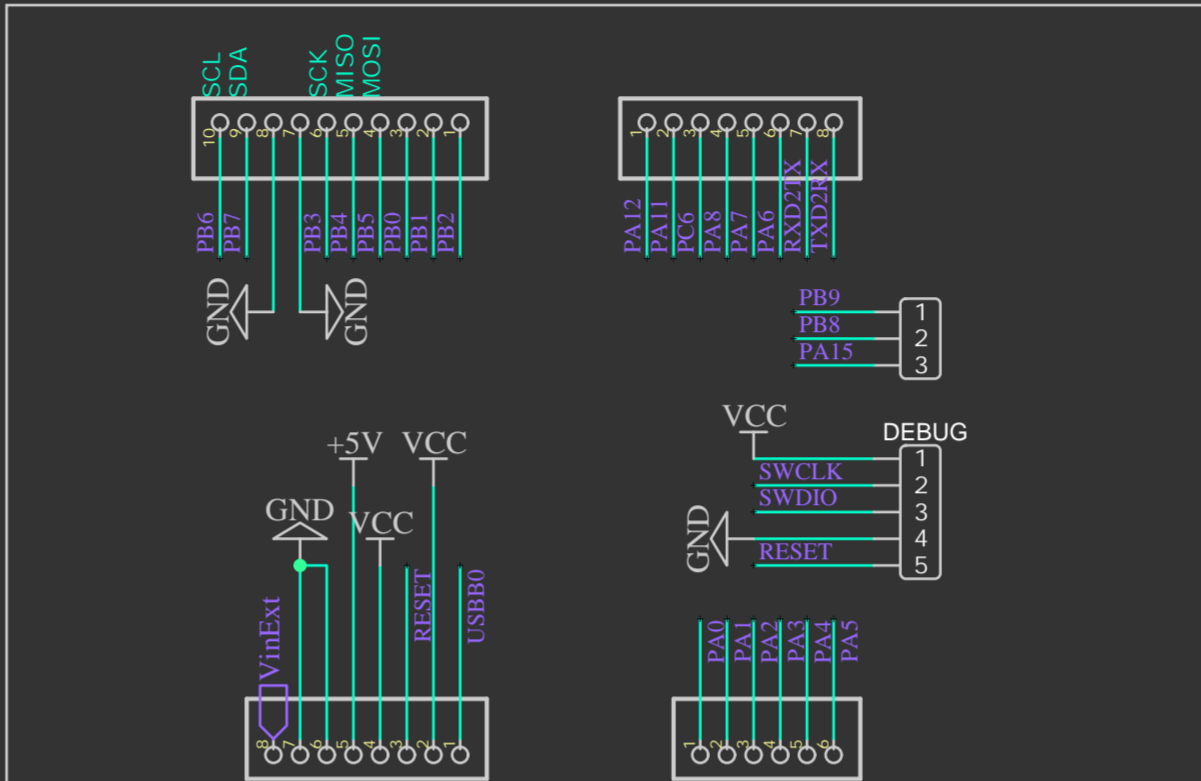 SCL
SDA
SCK
MISO
MOSI
10
9
8
7
6
5
4
3
2
1
PB6
PB7
PB3
PB4
PB5
PB0
PB1
PB2
GND
GND
1
2
3
4
5
6
7
8
PA12
PA11
PC6
PA8
PA7
PA6
RXD2TX
TXD2RX
PB9
1
PB8
2
PA15
3
VCC
DEBUG
1
SWCLK
2
SWDIO
3
GND
4
RESET
5
+5V
VCC
GND
VCC
VinExt
RESET
USBB0
8
7
6
5
4
3
2
1
PA0
PA1
PA2
PA3
PA4
PA5
1
2
3
4
5
6